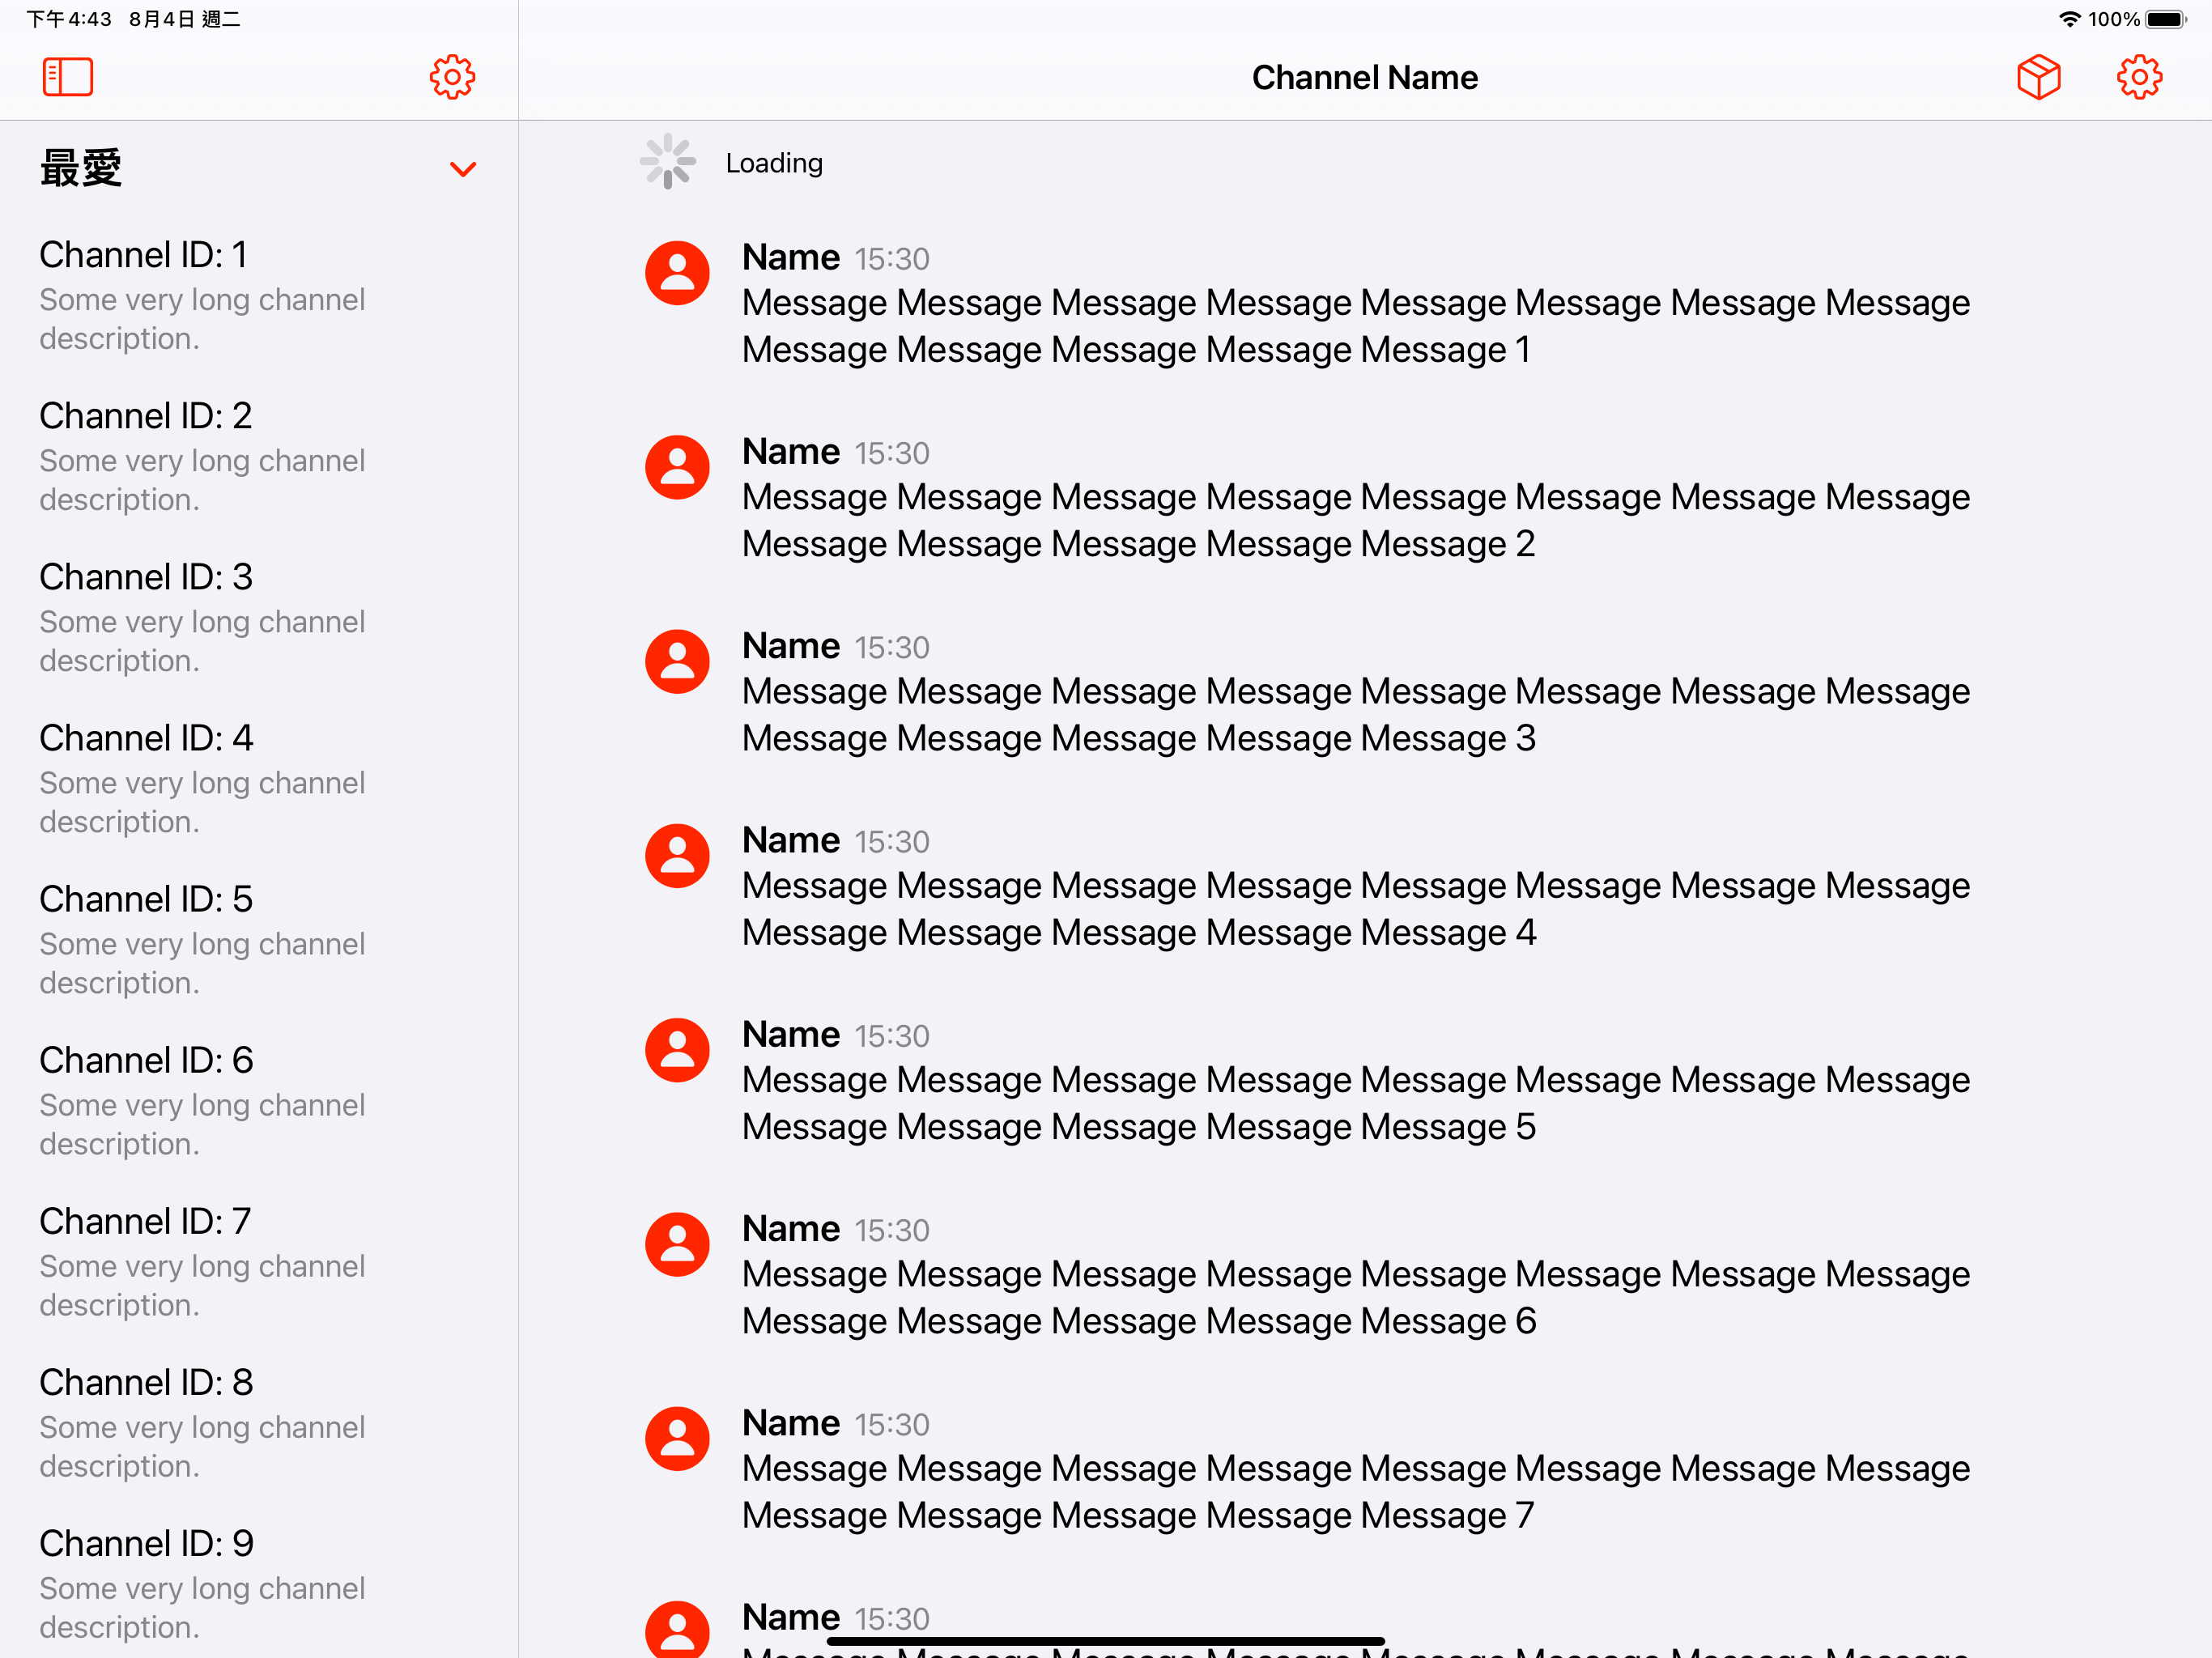 下午4:43 8月4日 週二
100%
Channel Name
最愛
Channel ID: 1
Some very long channel
description.
Channel ID: 2
Some very long channel
description.
Channel ID: 3
Some very long channel
description.
Channel ID: 4
Some very long channel
description.
Channel ID: 5
Some very long channel
description.
Channel ID: 6
Some very long channel
description.
Channel ID: 7
Some very long channel
description.
Channel ID: 8
Some very long channel
description.
Channel ID: 9
Some very long channel
description.
Loading
Name 15:30
Message Message Message Message Message Message Message Message
Message Message Message Message Message 1
Name 15:30
Message Message Message Message Message Message Message Message
Message Message Message Message Message 2
Name 15:30
Message Message Message Message Message Message Message Message
Message Message Message Message Message 3
Name 15:30
Message Message Message Message Message Message Message Message
Message Message Message Message Message 4
Name 15:30
Message Message Message Message Message Message Message Message
Message Message Message Message Message 5
Name 15:30
Message Message Message Message Message Message Message Message
Message Message Message Message Message 6
Name 15:30
Message Message Message Message Message Message Message Message
Message Message Message Message Message 7
Name 15:30